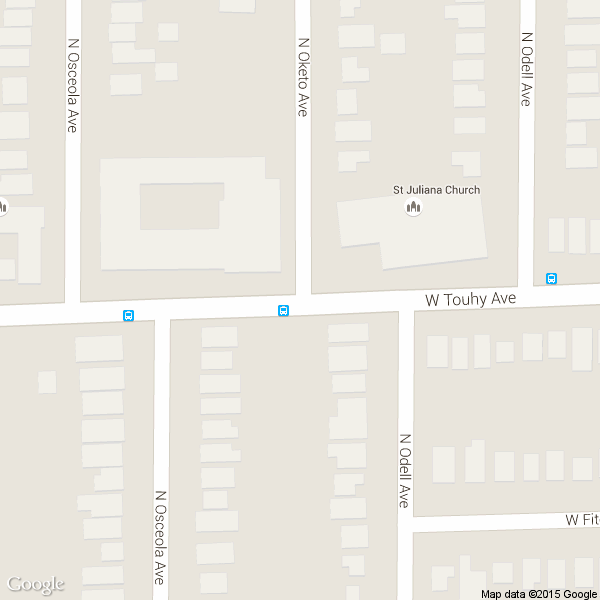 N Osceola Ave
N Oketo Ave
N Odell Ave
St Juliana Church
W Touhy Ave
N Osceola Ave
N Odell Ave
W Fit
Google
Map data ©2015 Google